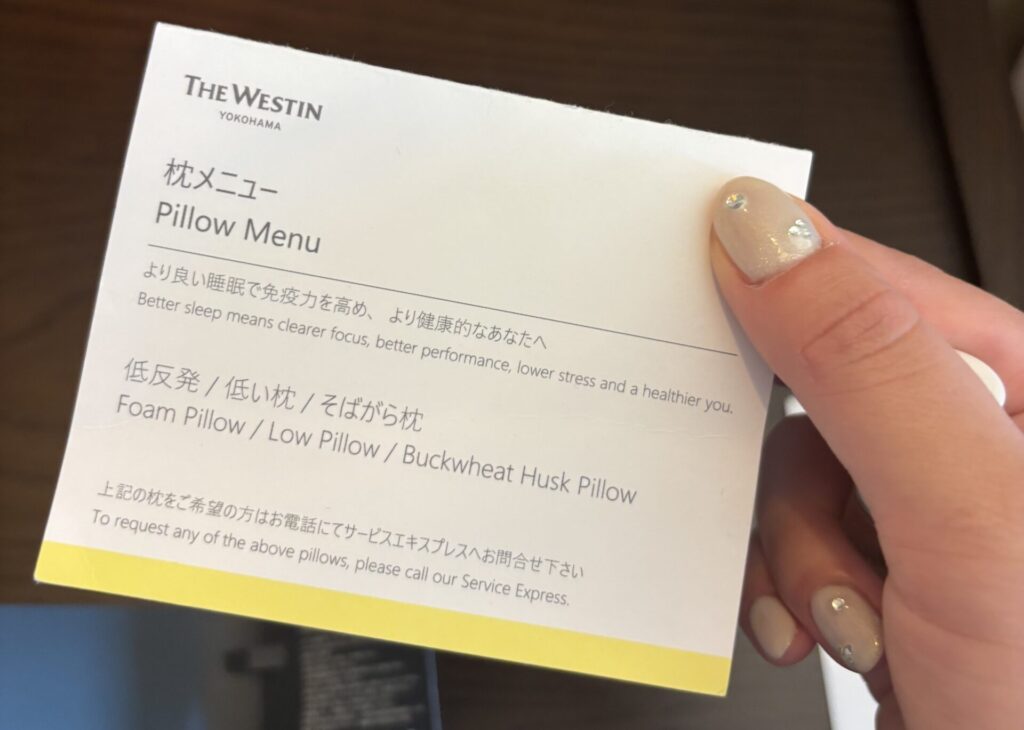 THE WESTIN
YOKOHAMA
枕メニュー
Pillow Menu
より良い睡眠で免疫力を高め、より健康的なあなたへ
Better sleep means clearer focus, better performance, lower stress and a healthier you.
低反発 / 低い枕 / そばがら枕
Foam Pillow / Low Pillow / Buckwheat Husk Pillow
上記の枕をご希望の方はお電話にてサービスエキスプレスへお問合せ下さい
To request any of the above pillows, please call our Service Express.